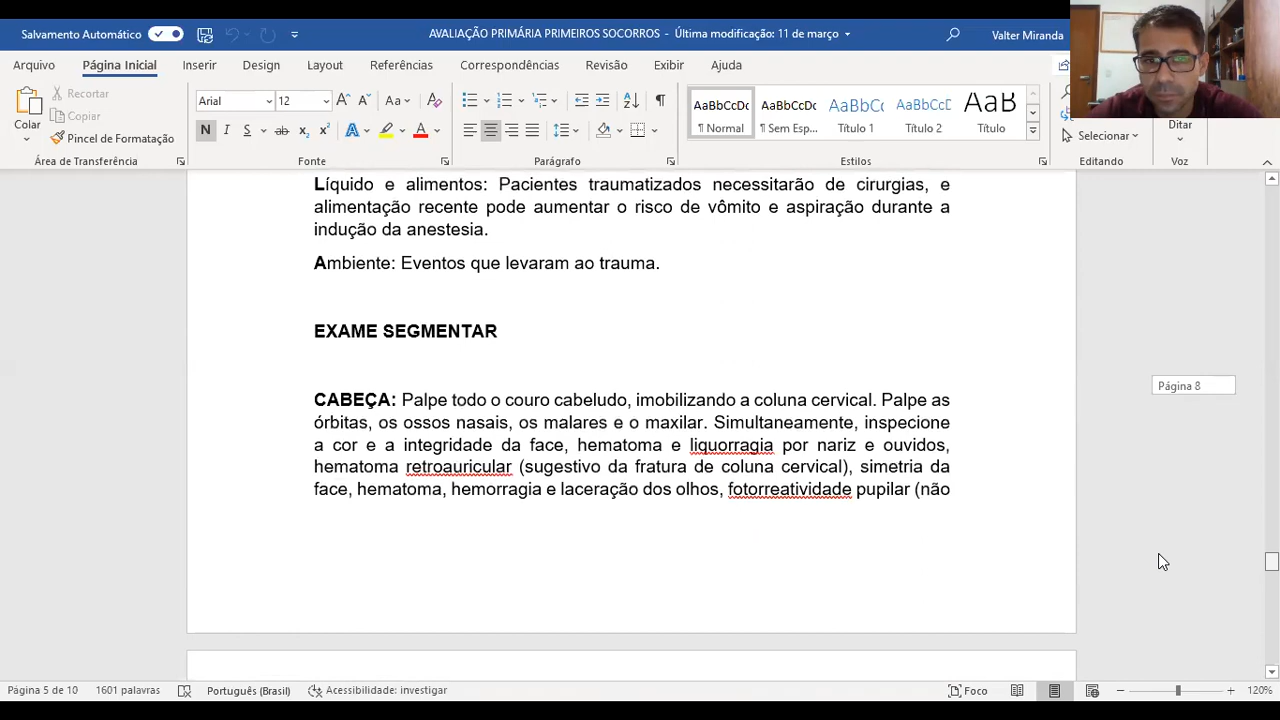 Salvamento Automático
AVALIAÇÃO PRIMÁRIA PRIMEIROS SOCORROS - Última modificação: 11 de março
Valter Miranda
Arquivo Página Inicial Inserir Design Layout Referências Correspondências Revisão Exibir Ajuda
Colar
Recortar
Copiar
Pincel de Formatação
Área de Transferência
Arial 12
N I S ab x₂ x²
Fonte
Parágrafo
AaBbCcDc AaBbCcDc AaBbCc AaBbCcD AaB
¶ Normal ¶ Sem Esp... Título 1 Título 2 Título
Estilos
Selecionar
Editando
Ditar
Voz
Líquido e alimentos: Pacientes traumatizados necessitarão de cirurgias, e
alimentação recente pode aumentar o risco de vômito e aspiração durante a
indução da anestesia.
Ambiente: Eventos que levaram ao trauma.
EXAME SEGMENTAR
Página 8
CABEÇA: Palpe todo o couro cabeludo, imobilizando a coluna cervical. Palpe as
órbitas, os ossos nasais, os malares e o maxilar. Simultaneamente, inspecione
a cor e a integridade da face, hematoma e liquorragia por nariz e ouvidos,
hematoma retroauricular (sugestivo da fratura de coluna cervical), simetria da
face, hematoma, hemorragia e laceração dos olhos, fotorreatividade pupilar (não
Página 5 de 10 1601 palavras Português (Brasil) Acessibilidade: investigar Foco 120%